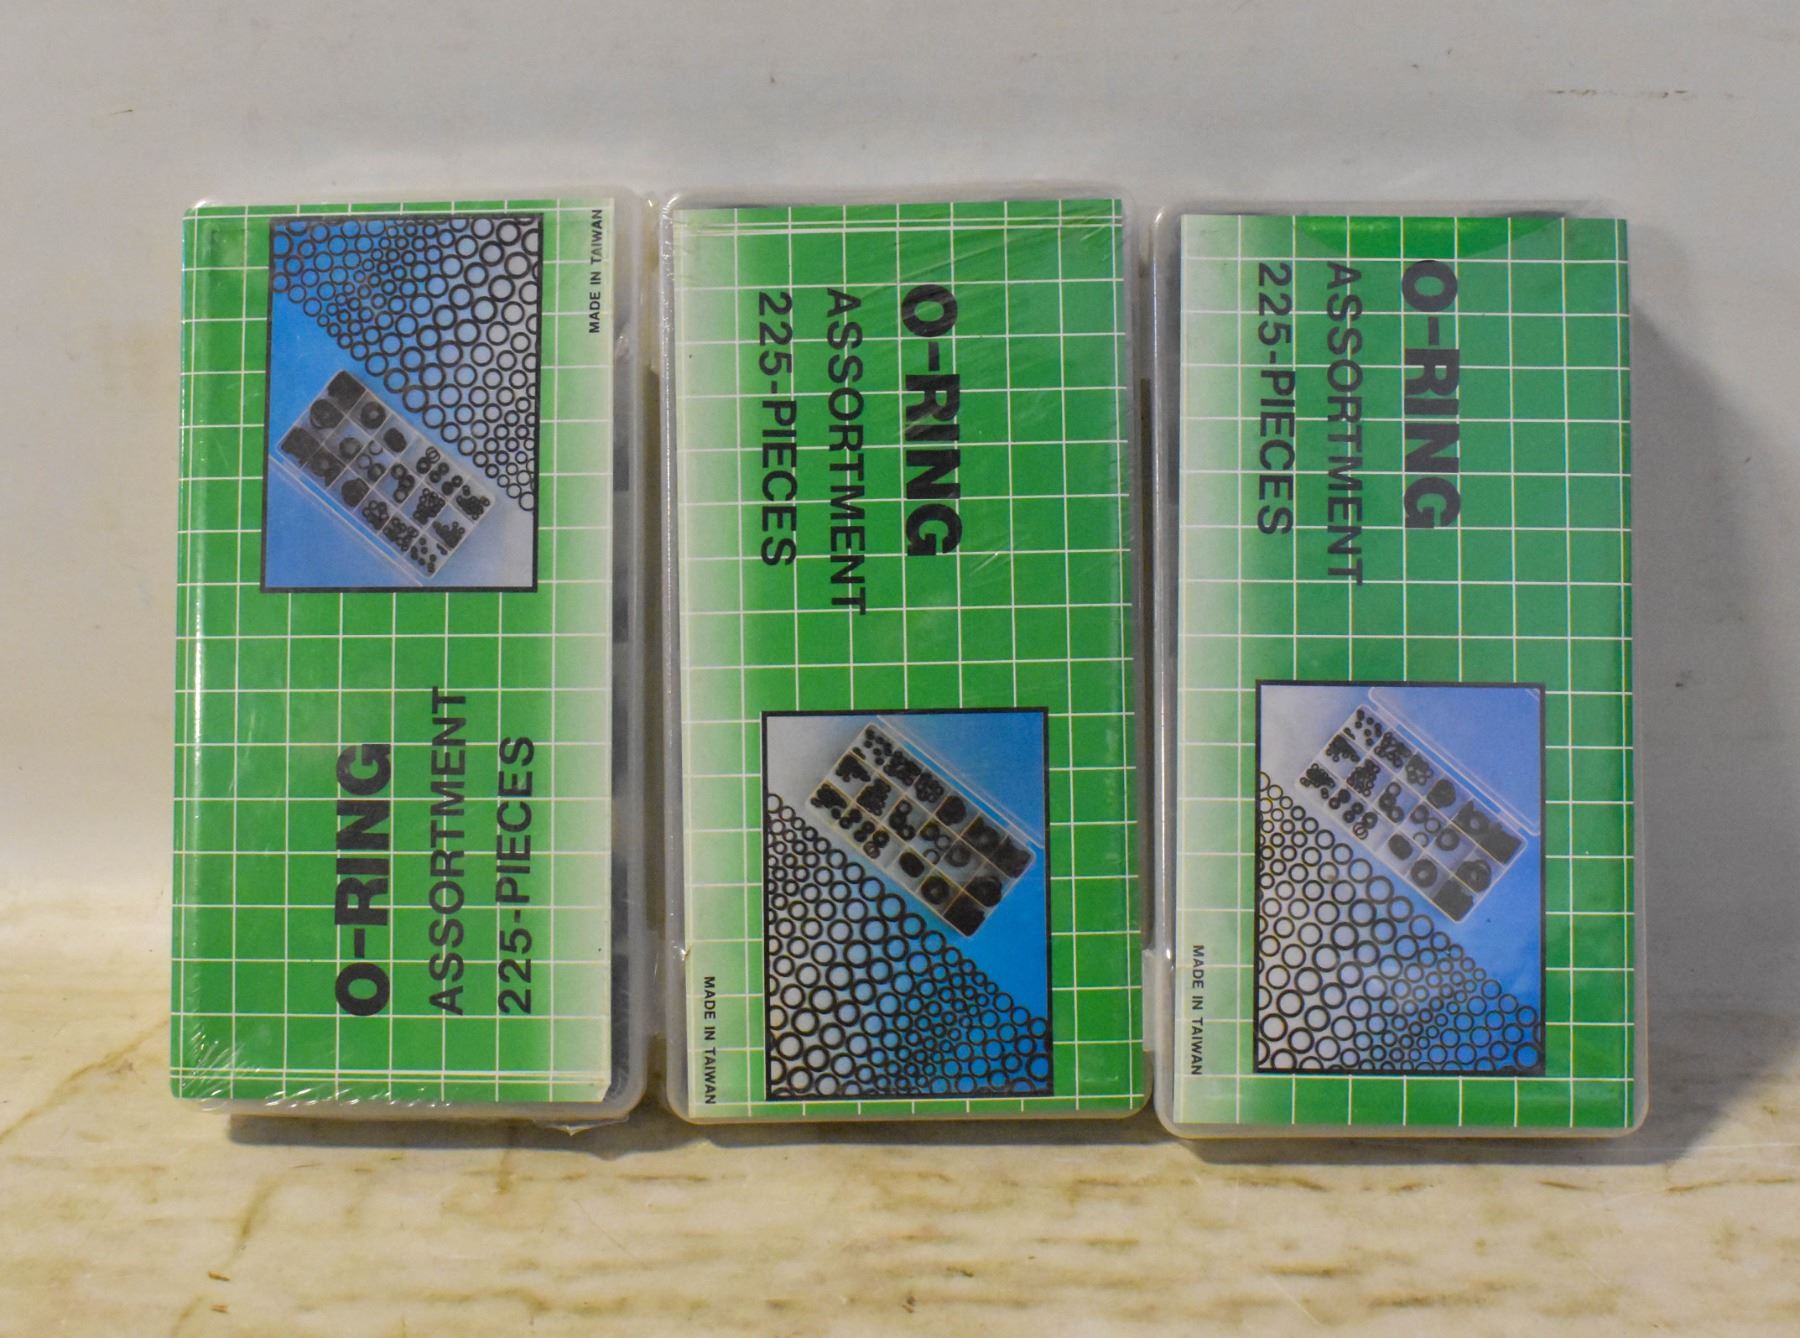 O-RING
ASSORTMENT
225-PIECES
MADE IN TAIWAN
O-RING
ASSORTMENT
225-PIECES
MADE IN TAIWAN
O-RING
ASSORTMENT
225-PIECES
MADE IN TAIWAN